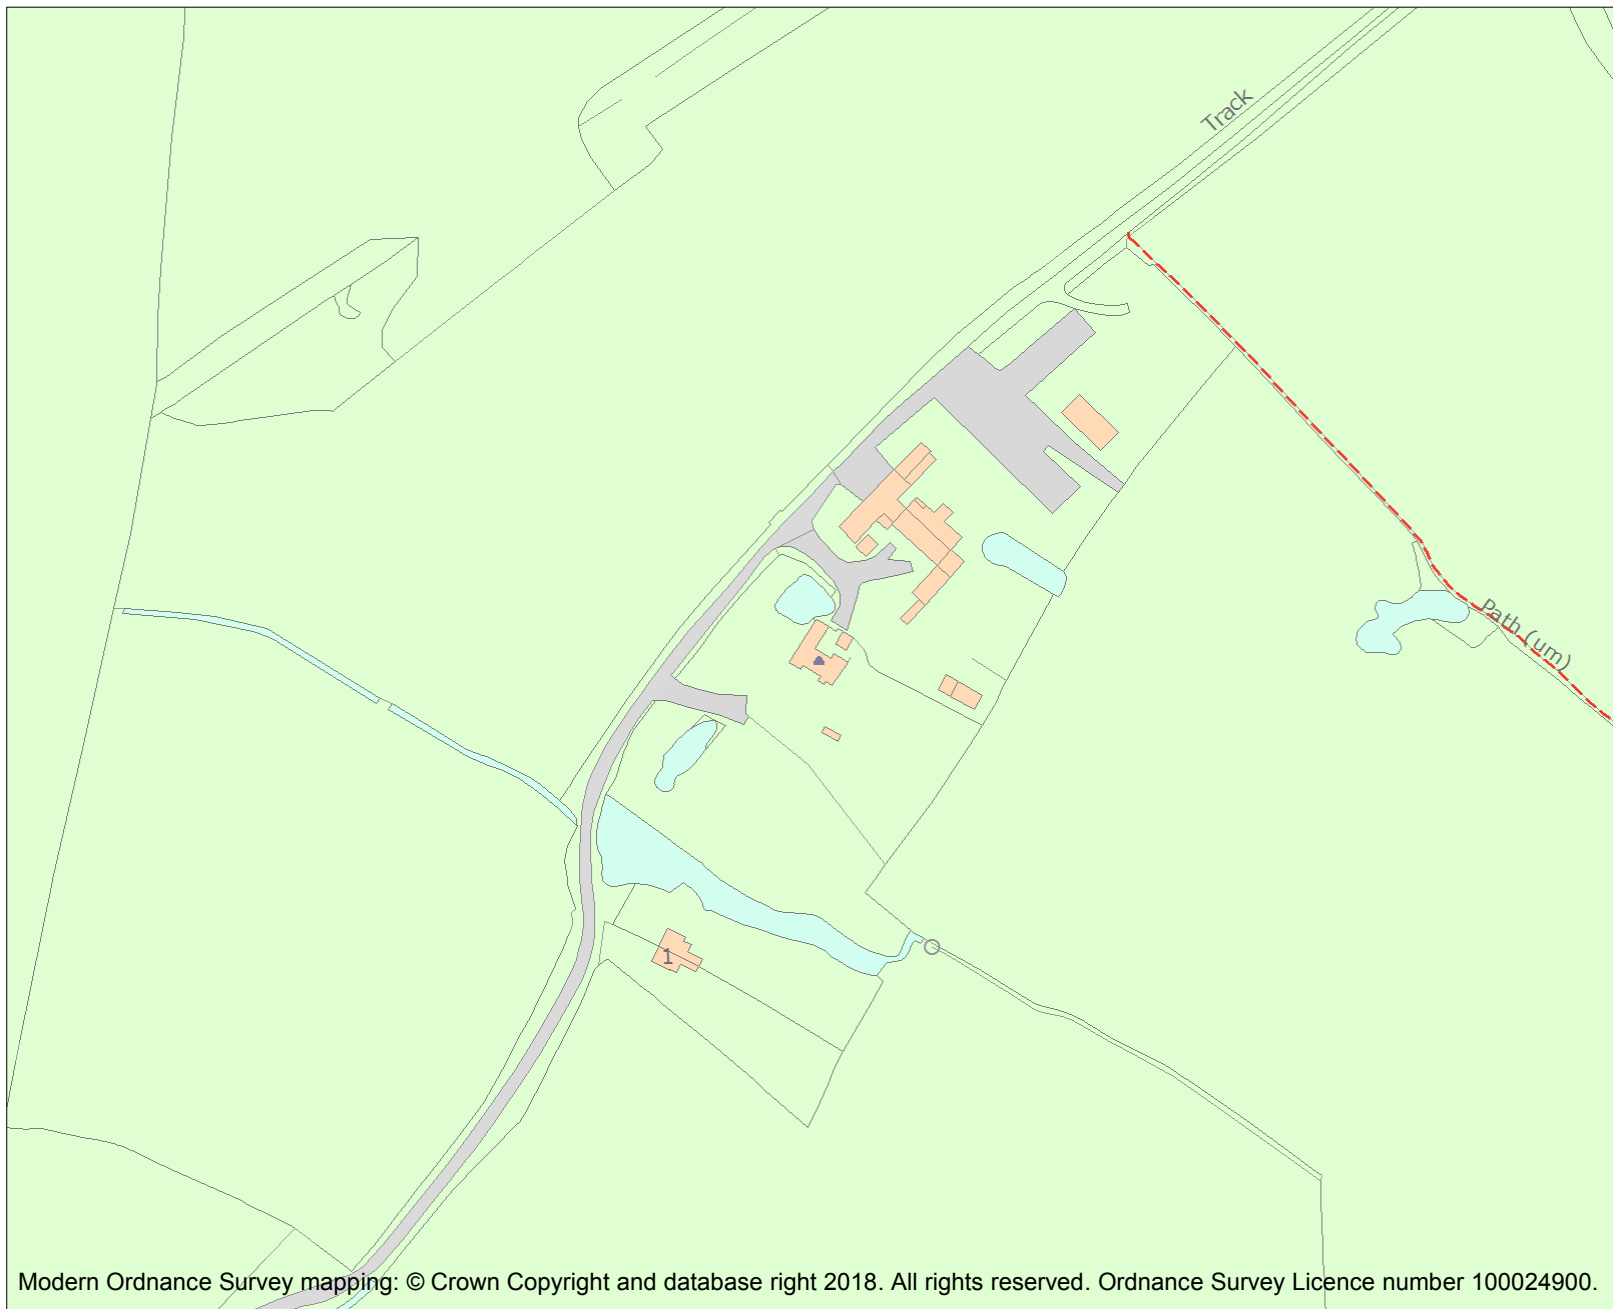 Track
Path (um)
1
Modern Ordnance Survey mapping: © Crown Copyright and database right 2018. All rights reserved. Ordnance Survey Licence number 100024900.